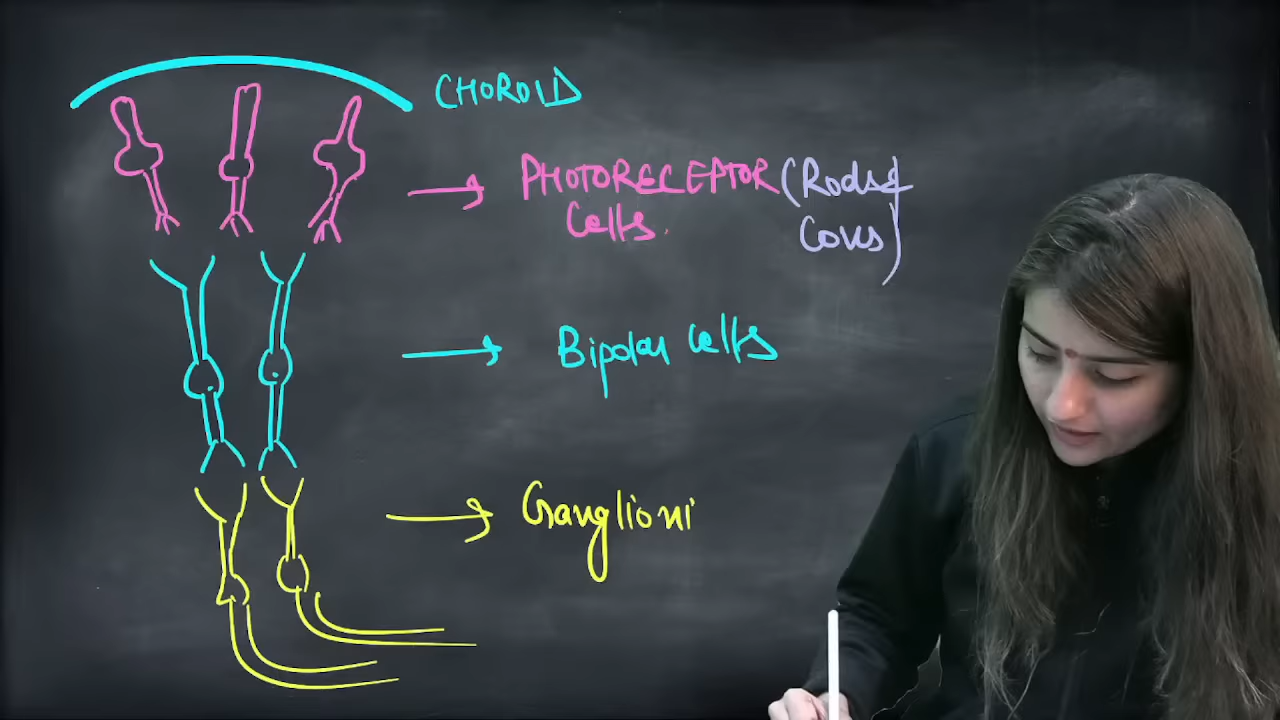 CHOROID
PHOTORECEPTOR (Rods &
Cells. Cones)
Bipolar Cells
Ganglioni